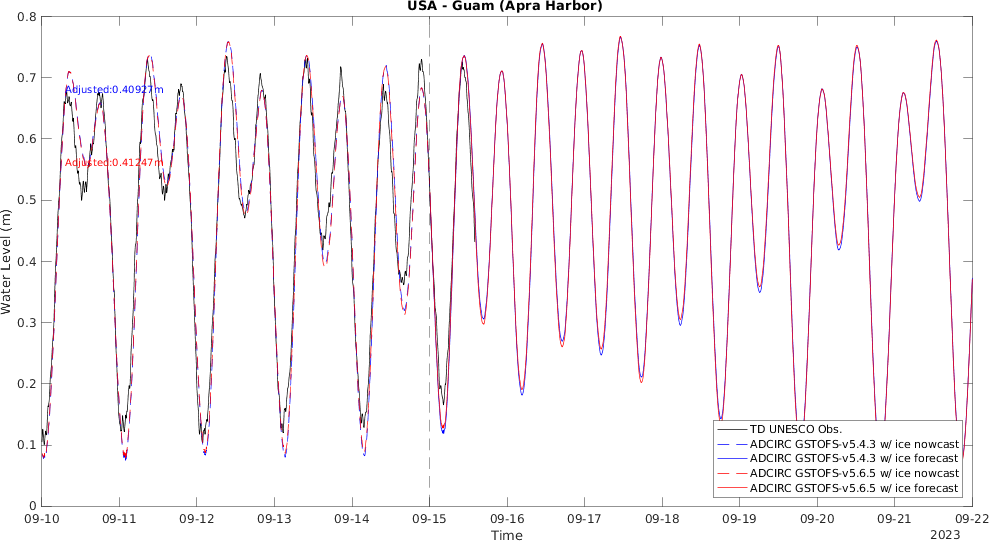 USA - Guam (Apra Harbor)
0.8
0.7
0.6
0.5
0.4
0.3
0.2
0.1
0
Water Level (m)
Adjusted:0.40927m
Adjusted:0.41247m
TD UNESCO Obs.
ADCIRC GSTOFS-v5.4.3 w/ ice nowcast
ADCIRC GSTOFS-v5.4.3 w/ ice forecast
ADCIRC GSTOFS-v5.6.5 w/ ice nowcast
ADCIRC GSTOFS-v5.6.5 w/ ice forecast
09-10 09-11 09-12 09-13 09-14 09-15 09-16 09-17 09-18 09-19 09-20 09-21 09-22
Time
2023